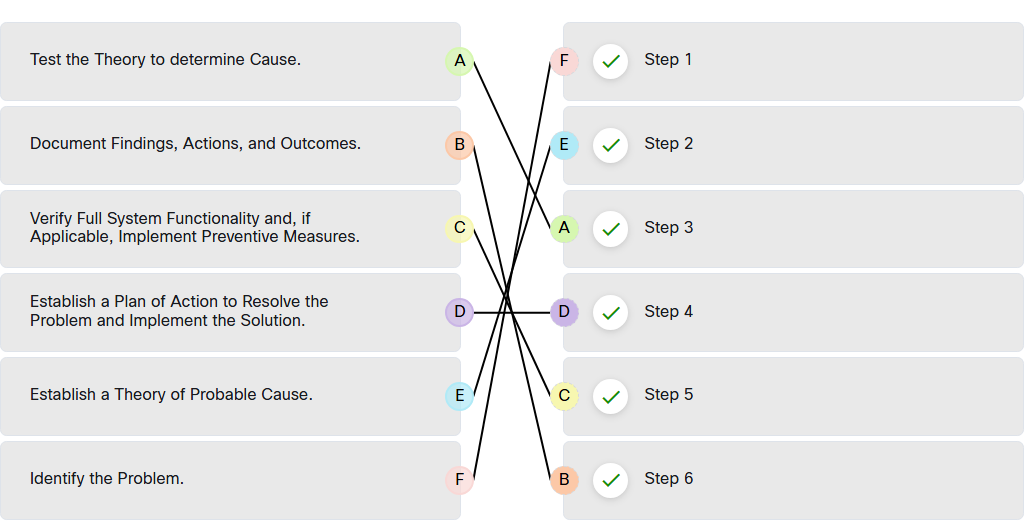 Test the Theory to determine Cause.
A
F
Step 1
Document Findings, Actions, and Outcomes.
B
E
Step 2
Verify Full System Functionality and, if
Applicable, Implement Preventive Measures.
C
A
Step 3
Establish a Plan of Action to Resolve the
Problem and Implement the Solution.
D
D
Step 4
Establish a Theory of Probable Cause.
E
C
Step 5
Identify the Problem.
F
B
Step 6